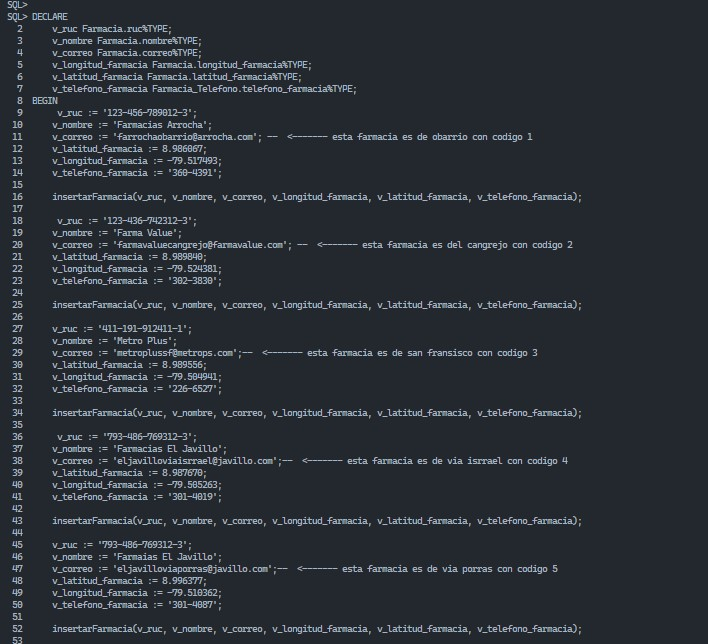 SQL>
SQL> DECLARE
  2      v_ruc Farmacia.ruc%TYPE;
  3      v_nombre Farmacia.nombre%TYPE;
  4      v_correo Farmacia.correo%TYPE;
  5      v_longitud_farmacia Farmacia.longitud_farmacia%TYPE;
  6      v_latitud_farmacia Farmacia.latitud_farmacia%TYPE;
  7      v_telefono_farmacia Farmacia_Telefono.telefono_farmacia%TYPE;
  8  BEGIN
  9       v_ruc := '123-456-789012-3';
 10      v_nombre := 'Farmacias Arrocha';
 11      v_correo := 'farrochaobarrio@arrocha.com'; --  <------- esta farmacia es de obarrio con codigo 1
 12      v_latitud_farmacia := 8.986067;
 13      v_longitud_farmacia := -79.517493;
 14      v_telefono_farmacia := '360-4391';
 15
 16      insertarFarmacia(v_ruc, v_nombre, v_correo, v_longitud_farmacia, v_latitud_farmacia, v_telefono_farmacia);
 17
 18       v_ruc := '123-436-742312-3';
 19      v_nombre := 'Farma Value';
 20      v_correo := 'farmavaluecangrejo@farmavalue.com'; --  <------- esta farmacia es del cangrejo con codigo 2
 21      v_latitud_farmacia := 8.989840;
 22      v_longitud_farmacia := -79.524381;
 23      v_telefono_farmacia := '302-3830';
 24
 25      insertarFarmacia(v_ruc, v_nombre, v_correo, v_longitud_farmacia, v_latitud_farmacia, v_telefono_farmacia);
 26
 27      v_ruc := '411-191-912411-1';
 28      v_nombre := 'Metro Plus';
 29      v_correo := 'metroplussf@metrops.com';--  <------- esta farmacia es de san fransisco con codigo 3
 30      v_latitud_farmacia := 8.989556;
 31      v_longitud_farmacia := -79.504941;
 32      v_telefono_farmacia := '226-6527';
 33
 34      insertarFarmacia(v_ruc, v_nombre, v_correo, v_longitud_farmacia, v_latitud_farmacia, v_telefono_farmacia);
 35
 36       v_ruc := '793-486-769312-3';
 37      v_nombre := 'Farmacias El Javillo';
 38      v_correo := 'eljavilloviaisrrael@javillo.com';--  <------- esta farmacia es de via isrrael con codigo 4
 39      v_latitud_farmacia := 8.987670;
 40      v_longitud_farmacia := -79.505263;
 41      v_telefono_farmacia := '301-4019';
 42
 43      insertarFarmacia(v_ruc, v_nombre, v_correo, v_longitud_farmacia, v_latitud_farmacia, v_telefono_farmacia);
 44
 45      v_ruc := '793-486-769312-3';
 46      v_nombre := 'Farmaias El Javillo';
 47      v_correo := 'eljavilloviaporras@javillo.com';--  <------- esta farmacia es de via porras con codigo 5
 48      v_latitud_farmacia := 8.996377;
 49      v_longitud_farmacia := -79.510362;
 50      v_telefono_farmacia := '301-4087';
 51
 52      insertarFarmacia(v_ruc, v_nombre, v_correo, v_longitud_farmacia, v_latitud_farmacia, v_telefono_farmacia);
 53